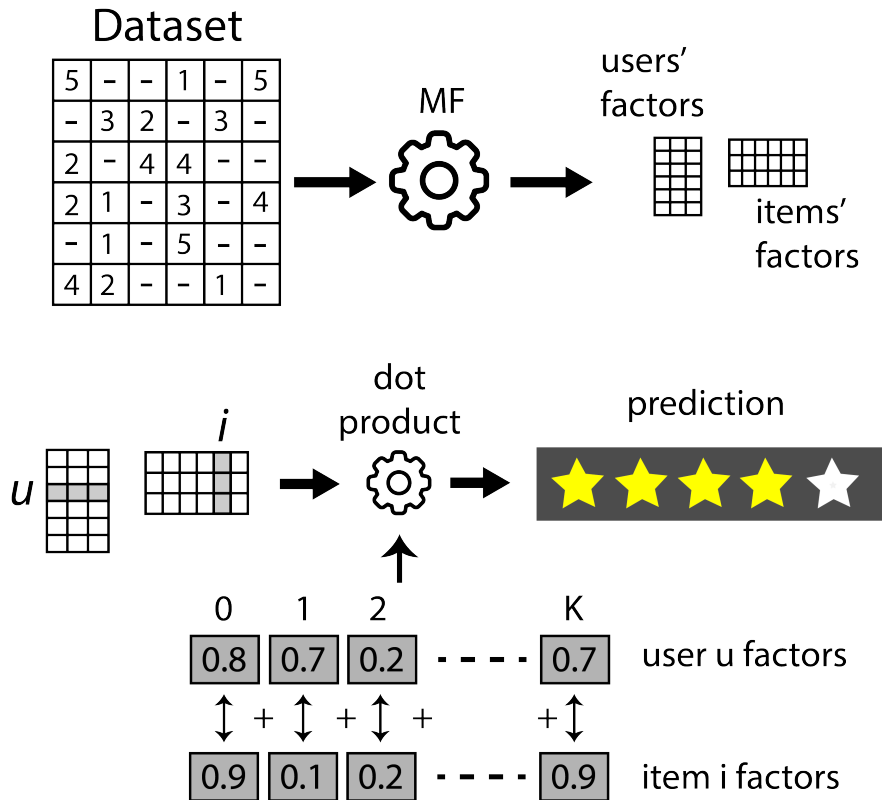 Dataset
5 – – 1 – 5
– 3 2 – 3 –
2 – 4 4 – –
2 1 – 3 – 4
– 1 – 5 – –
4 2 – – 1 –
MF
users’
factors
items’
factors
u
i
dot
product
prediction
0 1 2 K
0.8 0.7 0.2 - - - - 0.7 user u factors
+ + + +
0.9 0.1 0.2 - - - - 0.9 item i factors